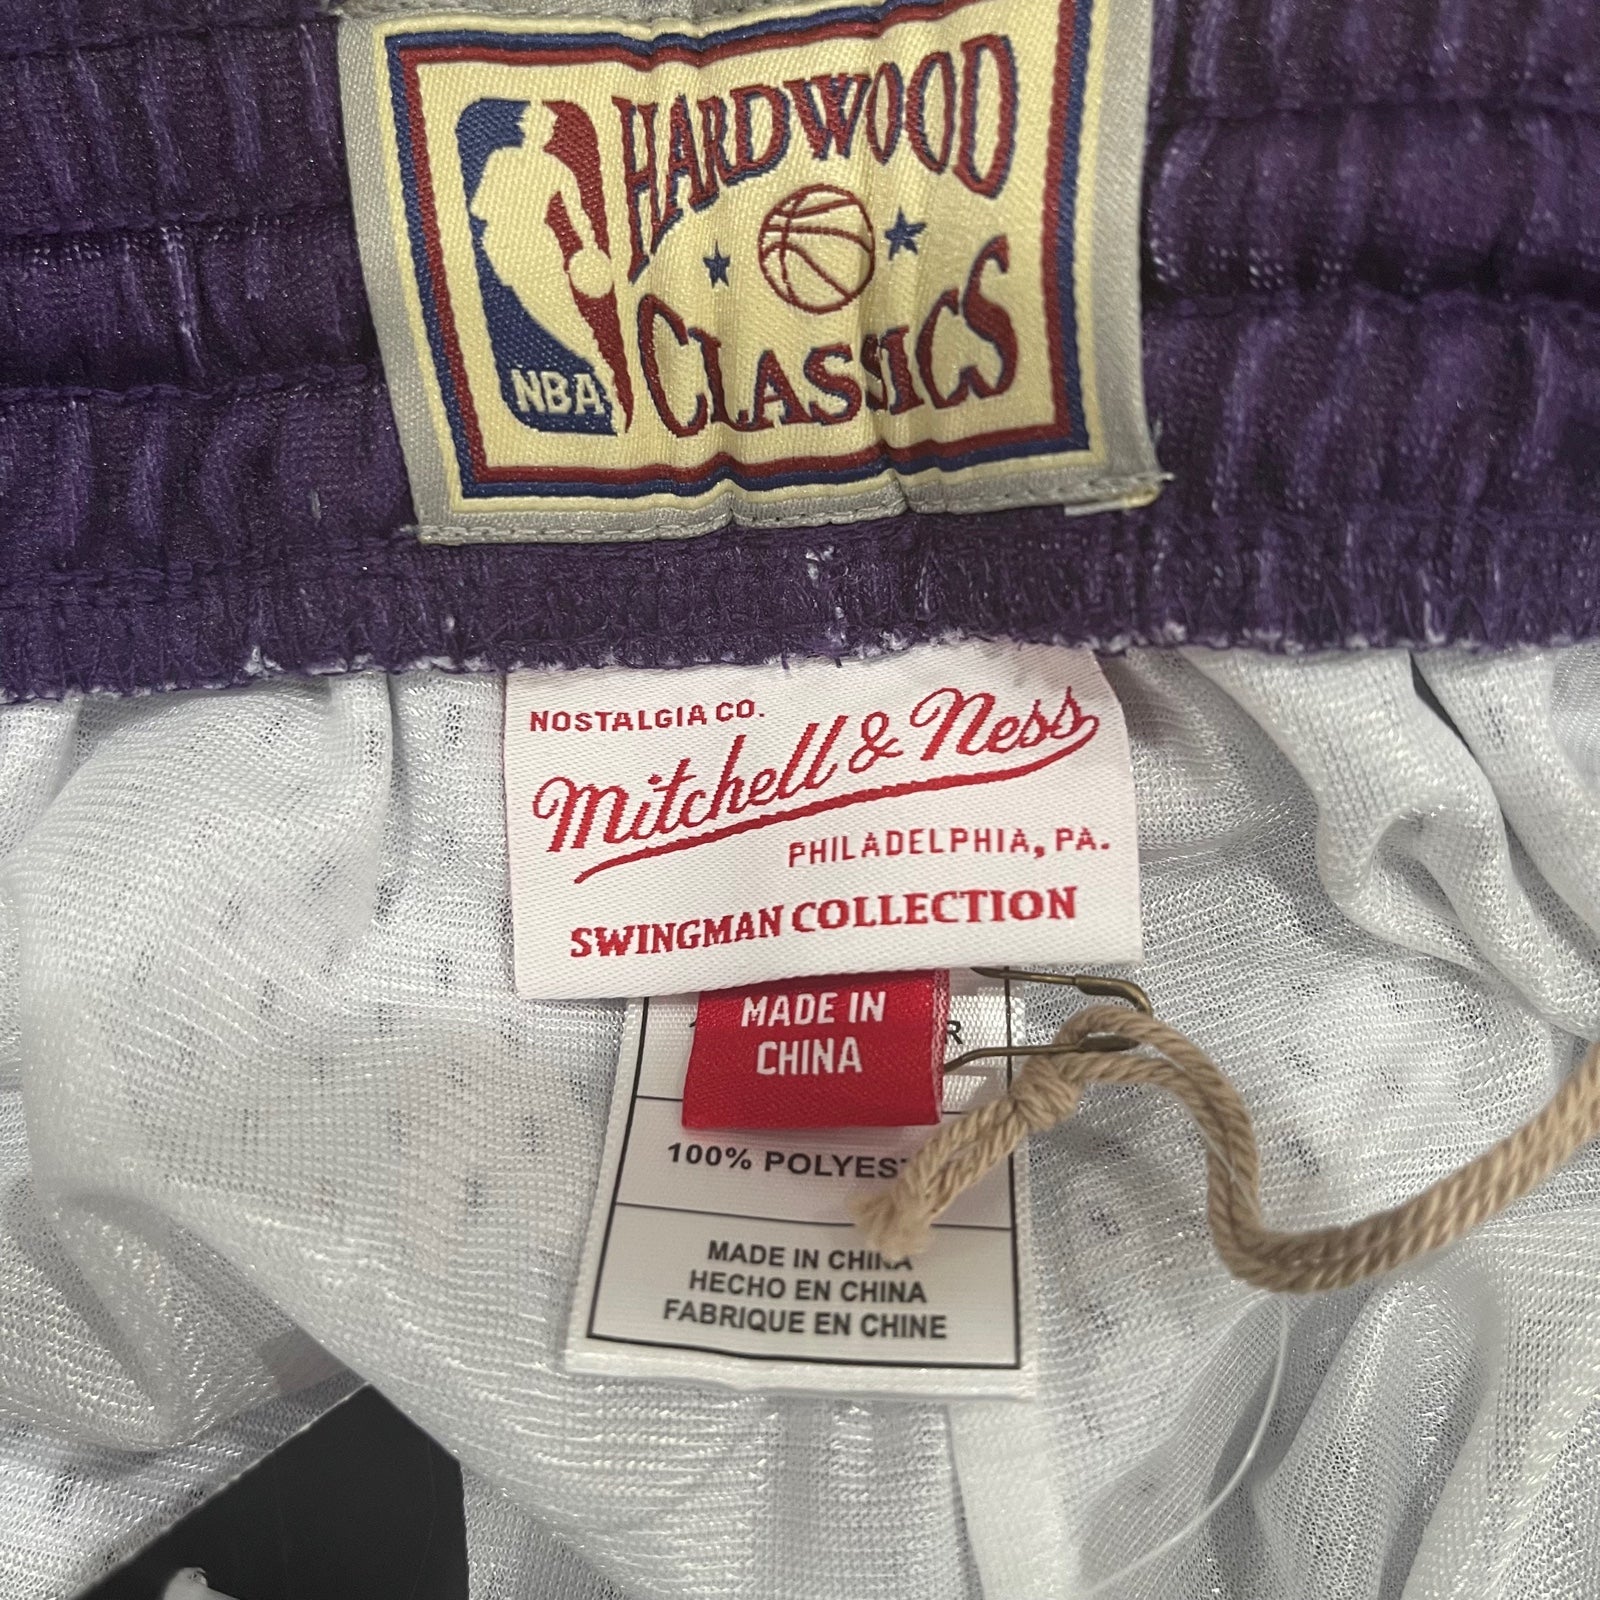 HARDWOOD
CLASSICS
NBA
NOSTALGIA CO.
Mitchell & Ness
PHILADELPHIA, PA.
SWINGMAN COLLECTION
MADE IN
CHINA
100%
MADE IN CHINA
HECHO EN CHINA
FABRIQUE EN CHINE